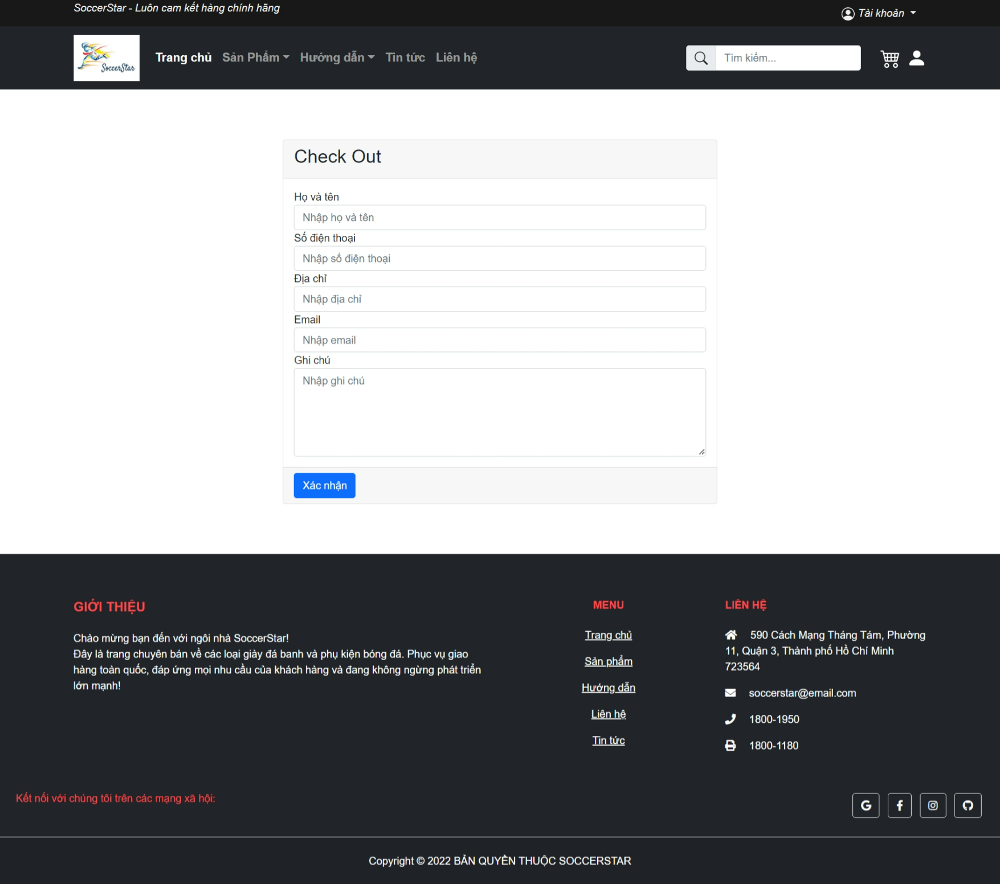 SoccerStar - Luôn cam kết hàng chính hãng
Tài khoản
SoccerStar
Trang chủ
Sản Phẩm
Hướng dẫn
Tin tức
Liên hệ
Tìm kiếm...
Check Out
Họ và tên
Nhập họ và tên
Số điện thoại
Nhập số điện thoại
Địa chỉ
Nhập địa chỉ
Email
Nhập email
Ghi chú
Nhập ghi chú
Xác nhận
GIỚI THIỆU
Chào mừng bạn đến với ngôi nhà SoccerStar!
Đây là trang chuyên bán về các loại giày đá banh và phụ kiện bóng đá. Phục vụ giao
hàng toàn quốc, đáp ứng mọi nhu cầu của khách hàng và đang không ngừng phát triển
lớn mạnh!
MENU
Trang chủ
Sản phẩm
Hướng dẫn
Liên hệ
Tin tức
LIÊN HỆ
590 Cách Mạng Tháng Tám, Phường
11, Quận 3, Thành phố Hồ Chí Minh
723564
soccerstar@email.com
1800-1950
1800-1180
Kết nối với chúng tôi trên các mạng xã hội:
Copyright © 2022 BẢN QUYỀN THUỘC SOCCERSTAR